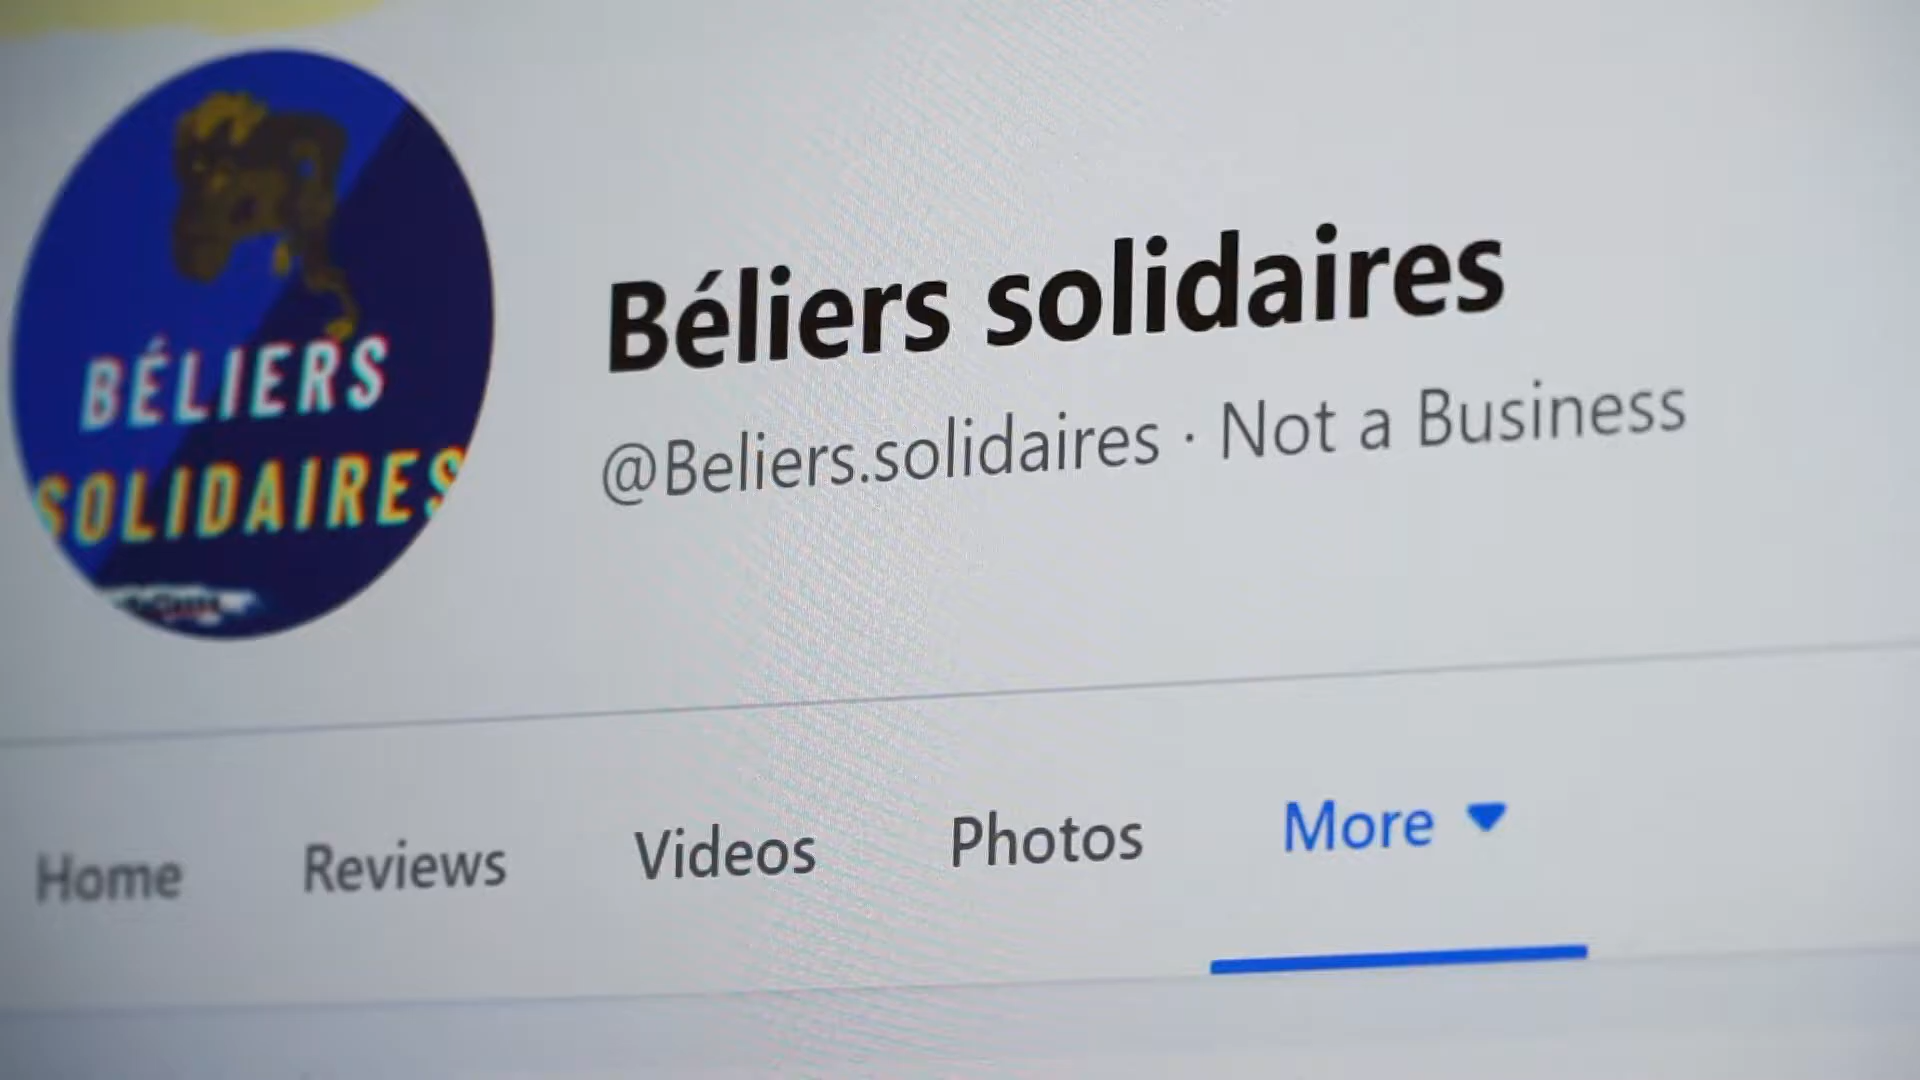 BÉLIERS
SOLIDAIRES
Béliers solidaires
@Beliers.solidaires · Not a Business
Home Reviews Videos Photos More